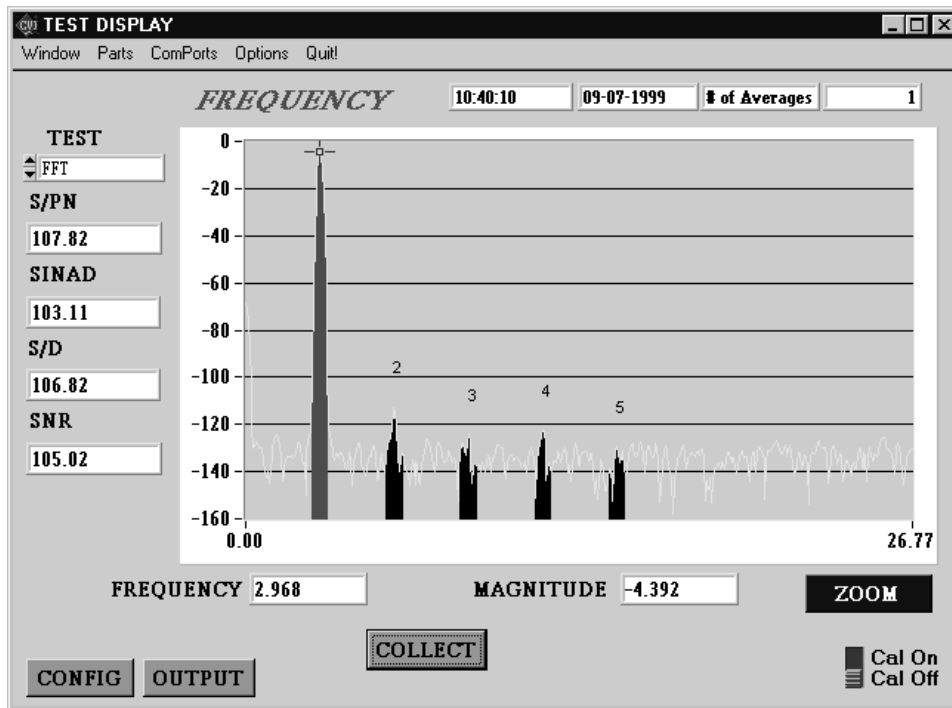 CVI TEST DISPLAY
Window Parts ComPorts Options Quit!
FREQUENCY 10:40:10 09-07-1999 # of Averages 1
TEST
FFT
S/PN
107.82
SINAD
103.11
S/D
106.82
SNR
105.02
0
-20
-40
-60
-80
-100
-120
-140
-160
2
3
4
5
0.00 26.77
FREQUENCY 2.968 MAGNITUDE -4.392 ZOOM
COLLECT
CONFIG OUTPUT
Cal On
Cal Off